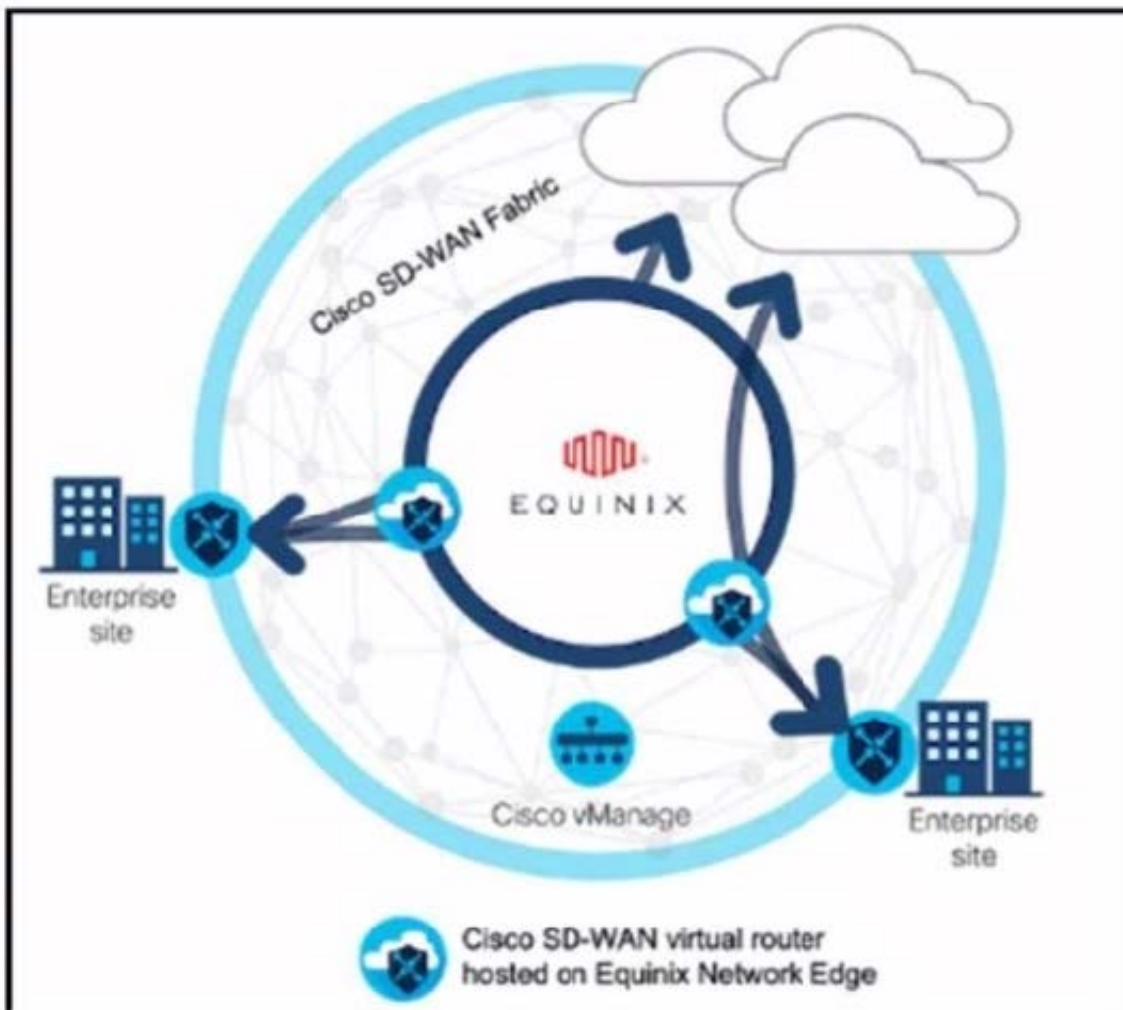 Cisco SD-WAN Fabric
EQUINIX
Enterprise
site
Cisco vManage
Enterprise
site
Cisco SD-WAN virtual router
hosted on Equinix Network Edge